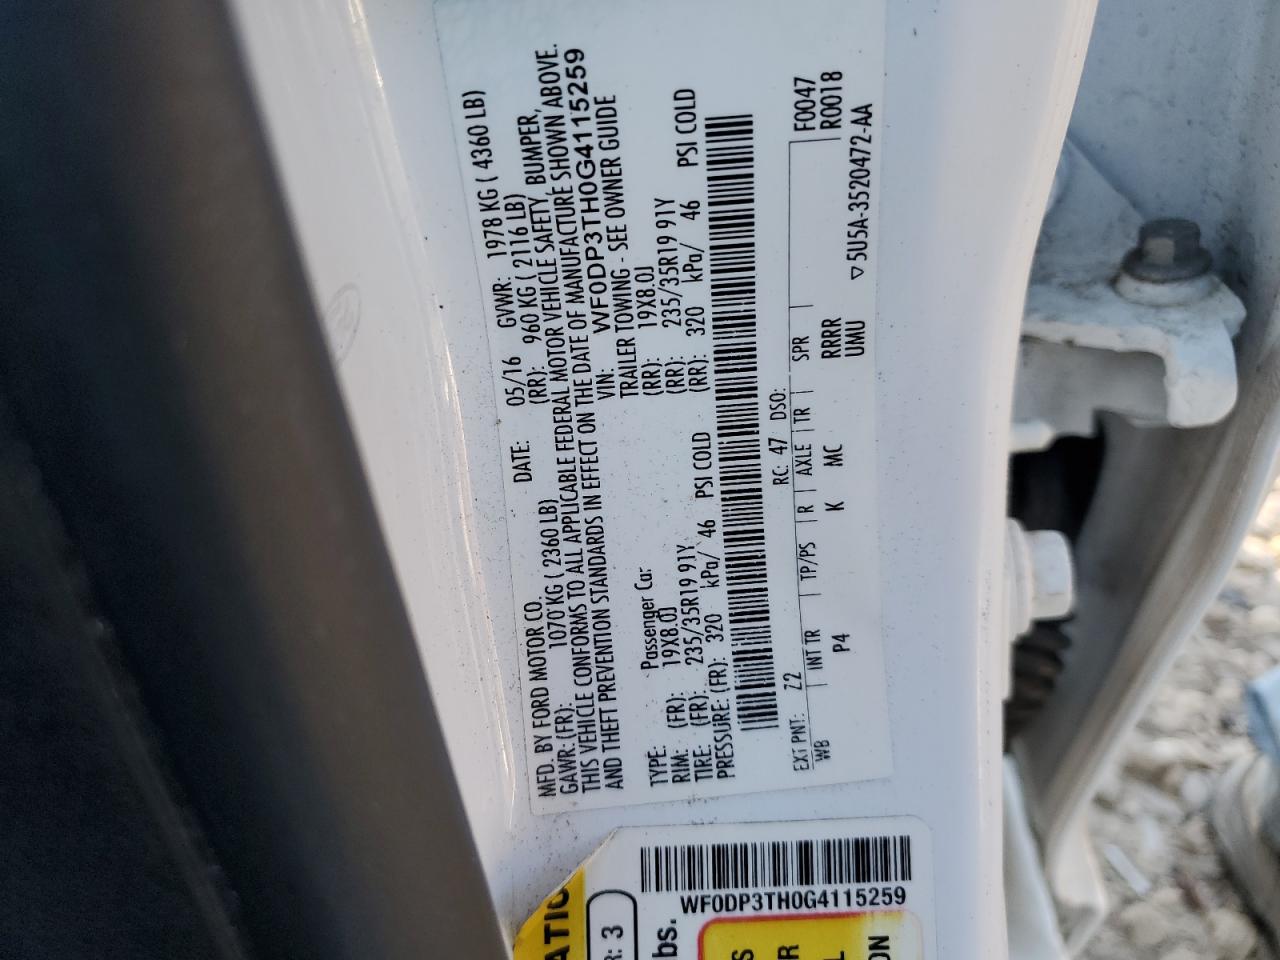 MFD. BY FORD MOTOR CO.
DATE: 05/16 GVWR: 1978 KG ( 4360 LB)
GAWR: (FR): 1070 KG ( 2360 LB) (RR): 960 KG ( 2116 LB)
THIS VEHICLE CONFORMS TO ALL APPLICABLE FEDERAL MOTOR VEHICLE SAFETY, BUMPER,
AND THEFT PREVENTION STANDARDS IN EFFECT ON THE DATE OF MANUFACTURE SHOWN ABOVE.
VIN: WF0DP3TH0G4115259
TYPE: Passenger Car TRAILER TOWING - SEE OWNER GUIDE
RIM: (FR): 19X8.0J (RR): 19X8.0J
TIRE: (FR): 235/35R19 91Y (RR): 235/35R19 91Y
PRESSURE: (FR): 320 kPa/ 46 PSI COLD (RR): 320 kPa/ 46 PSI COLD
RC: 47 DSO:
EXT PNT: Z2 F0047
R0018
WB INT TR TP/PS R AXLE TR SPR
P4 K MC RRRR
UMU
▽5U5A-3520472-AA
WF0DP3TH0G4115259
ATIO
R: 3
bs.
S
R
L
ON